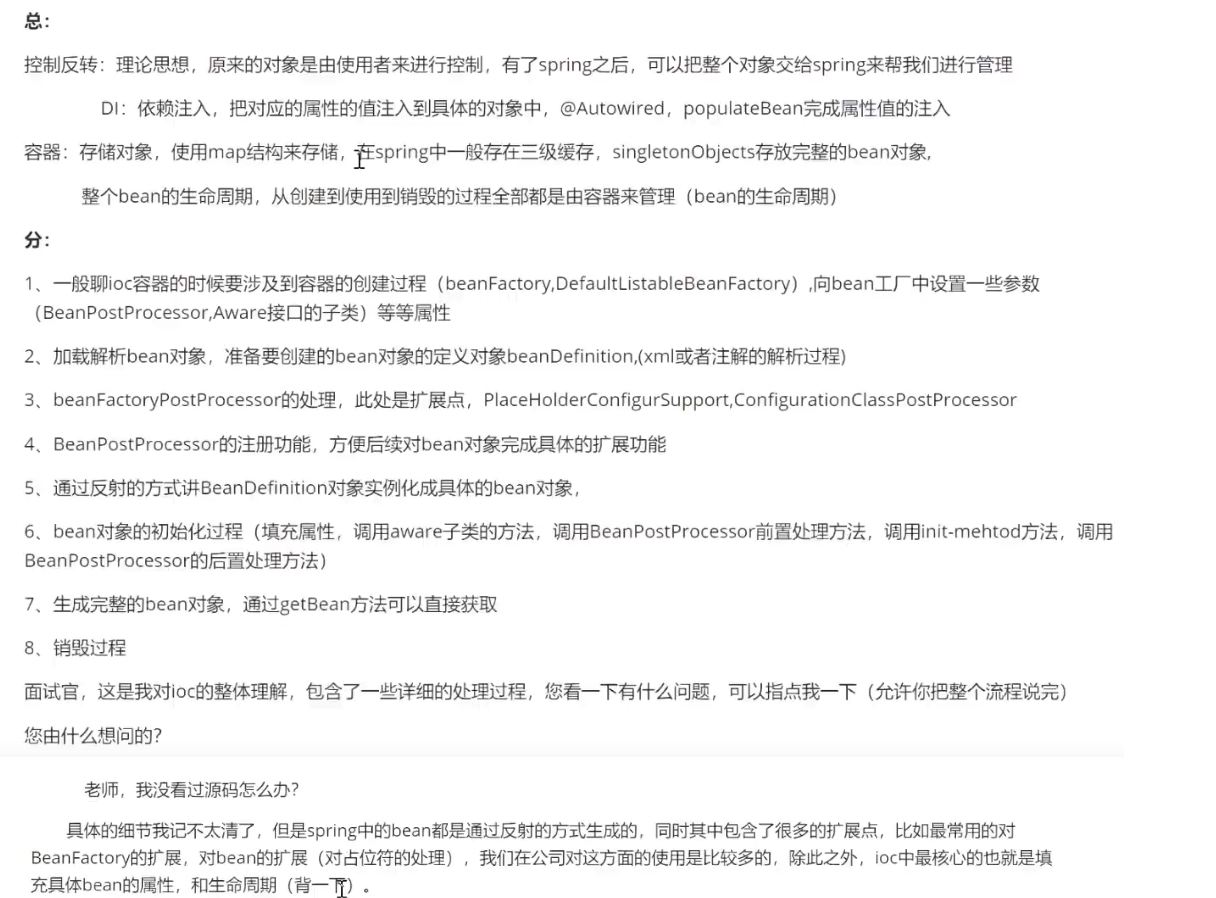 总：
控制反转：理论思想，原来的对象是由使用者来进行控制，有了spring之后，可以把整个对象交给spring来帮我们进行管理
DI：依赖注入，把对应的属性的值注入到具体的对象中，@Autowired，populateBean完成属性值的注入
容器：存储对象，使用map结构来存储，在spring中一般存在三级缓存，singletonObjects存放完整的bean对象,
整个bean的生命周期，从创建到使用到销毁的过程全部都是由容器来管理（bean的生命周期）
分：
1、一般聊ioc容器的时候要涉及到容器的创建过程（beanFactory,DefaultListableBeanFactory）,向bean工厂中设置一些参数
（BeanPostProcessor,Aware接口的子类）等等属性
2、加载解析bean对象，准备要创建的bean对象的定义对象beanDefinition,(xml或者注解的解析过程)
3、beanFactoryPostProcessor的处理，此处是扩展点，PlaceHolderConfigurSupport,ConfigurationClassPostProcessor
4、BeanPostProcessor的注册功能，方便后续对bean对象完成具体的扩展功能
5、通过反射的方式讲BeanDefinition对象实例化成具体的bean对象，
6、bean对象的初始化过程（填充属性，调用aware子类的方法，调用BeanPostProcessor前置处理方法，调用init-mehtod方法，调用
BeanPostProcessor的后置处理方法）
7、生成完整的bean对象，通过getBean方法可以直接获取
8、销毁过程
面试官，这是我对ioc的整体理解，包含了一些详细的处理过程，您看一下有什么问题，可以指点我一下（允许你把整个流程说完）
您由什么想问的？
老师，我没看过源码怎么办？
具体的细节我记不太清了，但是spring中的bean都是通过反射的方式生成的，同时其中包含了很多的扩展点，比如最常用的对
BeanFactory的扩展，对bean的扩展（对占位符的处理），我们在公司对这方面的使用是比较多的，除此之外，ioc中最核心的也就是填
充具体bean的属性，和生命周期（背一下）。